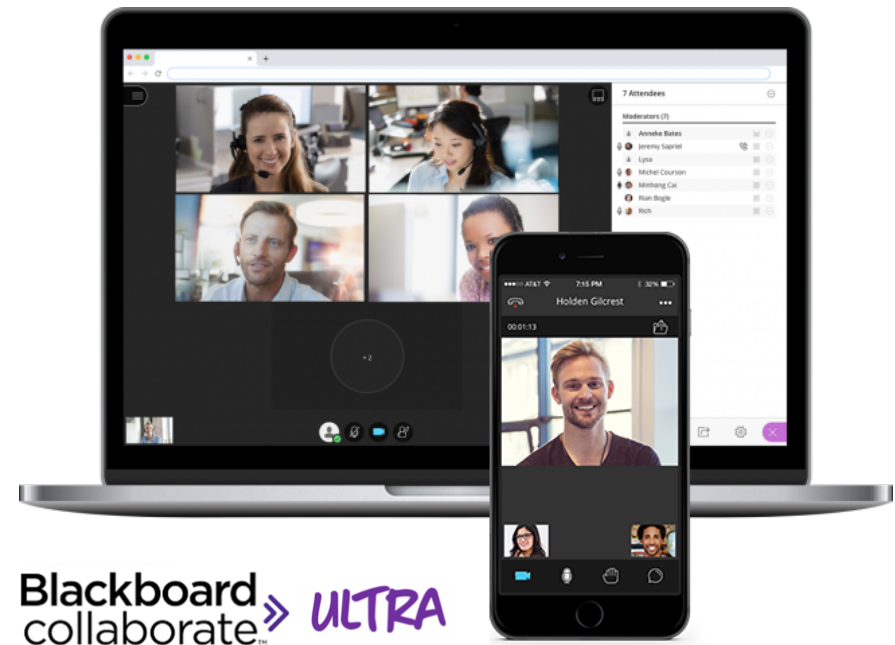 7 Attendees
Moderators (7)
Anneke Bates
Jeremy Sapriel
Lysa
Michel Courson
Minhang Cai
Rian Bogle
Rich
+ 2
AT&T 7:15 PM 32%
Holden Gilcrest
00:01:13
Blackboard
collaborate™
ULTRA